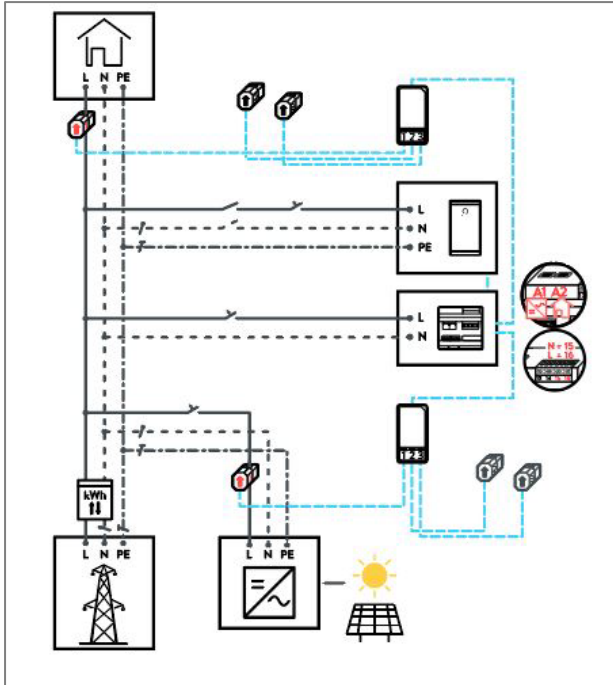 L N PE
1 2 3
L
N
PE
A1 A2
L
N
N = 15
L = 16
1 2 3
kWh
L N PE
L N PE